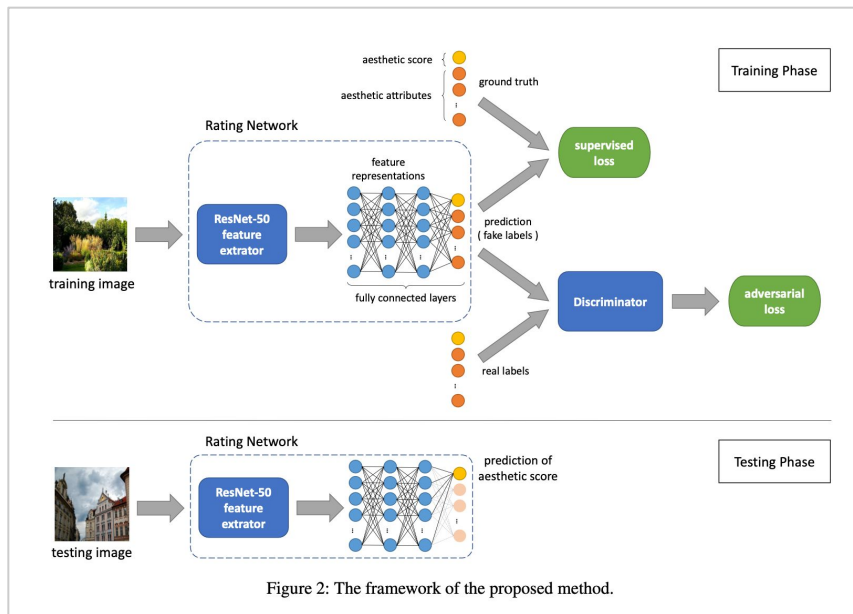 aesthetic score
Training Phase
aesthetic attributes
ground truth
Rating Network
supervised
loss
feature
representations
ResNet-50
feature
extrator
prediction
( fake labels )
training image
fully connected layers
Discriminator
adversarial
loss
real labels
Rating Network
Testing Phase
prediction of
aesthetic score
ResNet-50
feature
extrator
testing image
Figure 2: The framework of the proposed method.